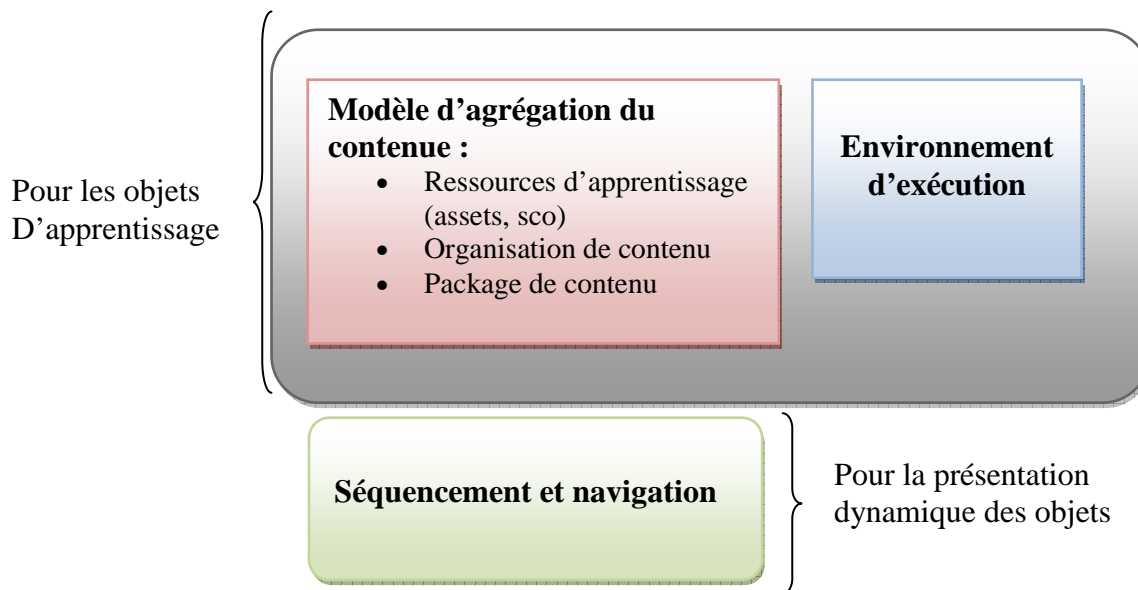 Pour les objets
D’apprentissage
Modèle d’agrégation du
contenue :
• Ressources d’apprentissage
(assets, sco)
• Organisation de contenu
• Package de contenu
Environnement
d’exécution
Séquencement et navigation
Pour la présentation
dynamique des objets